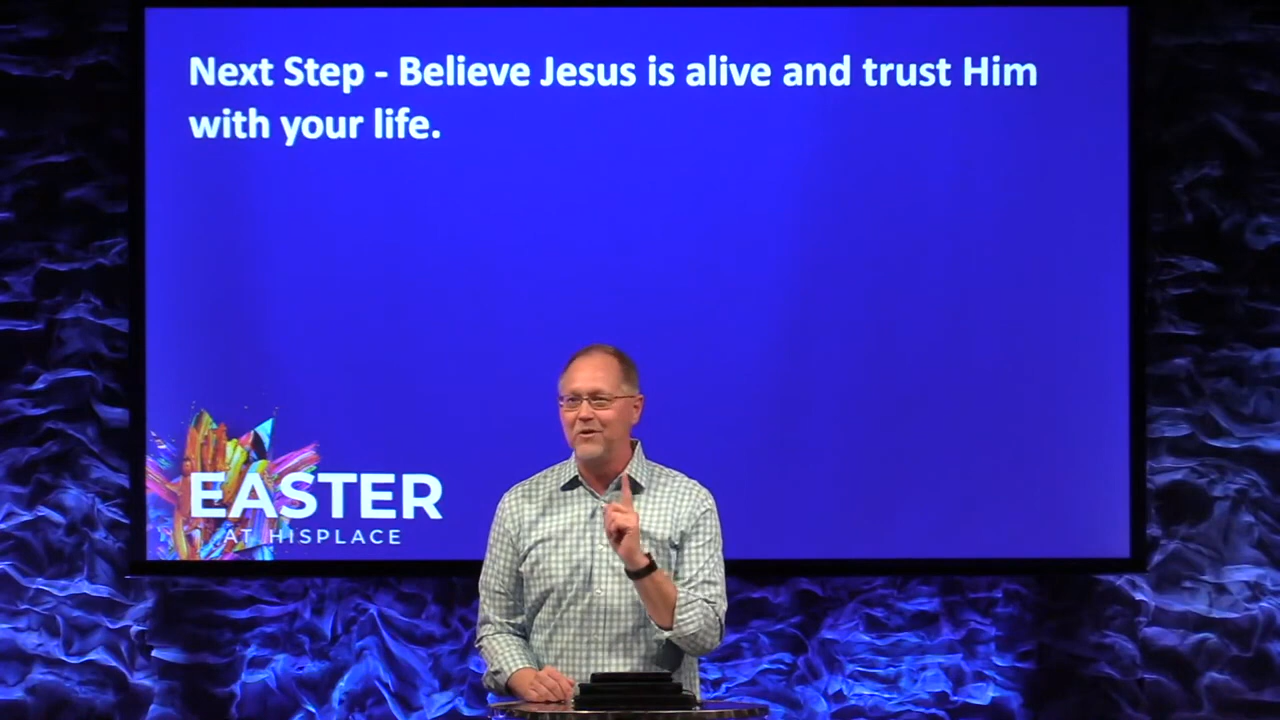 Next Step - Believe Jesus is alive and trust Him
with your life.
EASTER
AT HISPLACE